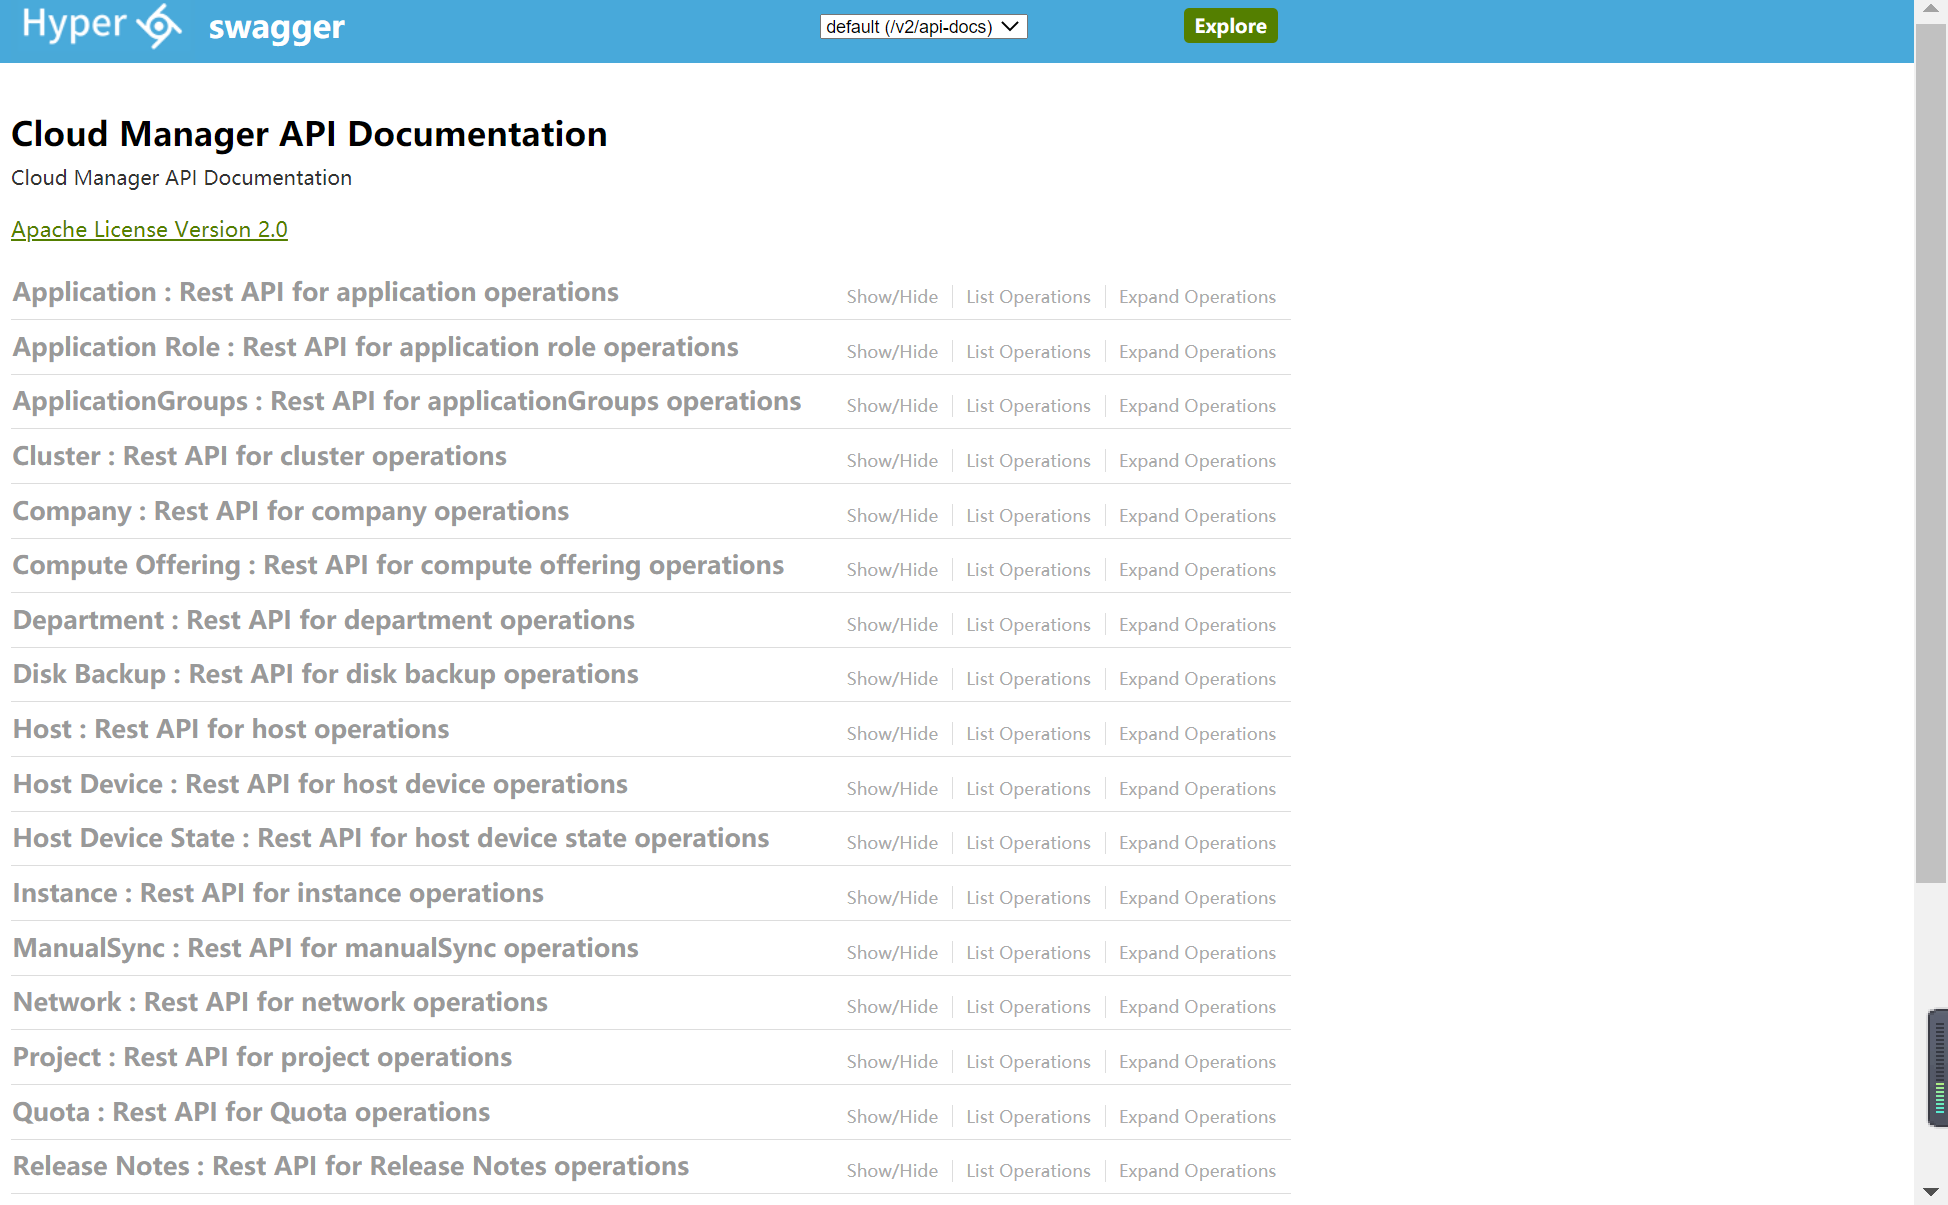 Hyper swagger default (/v2/api-docs) Explore
Cloud Manager API Documentation
Cloud Manager API Documentation
Apache License Version 2.0
Application : Rest API for application operations Show/Hide List Operations Expand Operations
Application Role : Rest API for application role operations Show/Hide List Operations Expand Operations
ApplicationGroups : Rest API for applicationGroups operations Show/Hide List Operations Expand Operations
Cluster : Rest API for cluster operations Show/Hide List Operations Expand Operations
Company : Rest API for company operations Show/Hide List Operations Expand Operations
Compute Offering : Rest API for compute offering operations Show/Hide List Operations Expand Operations
Department : Rest API for department operations Show/Hide List Operations Expand Operations
Disk Backup : Rest API for disk backup operations Show/Hide List Operations Expand Operations
Host : Rest API for host operations Show/Hide List Operations Expand Operations
Host Device : Rest API for host device operations Show/Hide List Operations Expand Operations
Host Device State : Rest API for host device state operations Show/Hide List Operations Expand Operations
Instance : Rest API for instance operations Show/Hide List Operations Expand Operations
ManualSync : Rest API for manualSync operations Show/Hide List Operations Expand Operations
Network : Rest API for network operations Show/Hide List Operations Expand Operations
Project : Rest API for project operations Show/Hide List Operations Expand Operations
Quota : Rest API for Quota operations Show/Hide List Operations Expand Operations
Release Notes : Rest API for Release Notes operations Show/Hide List Operations Expand Operations